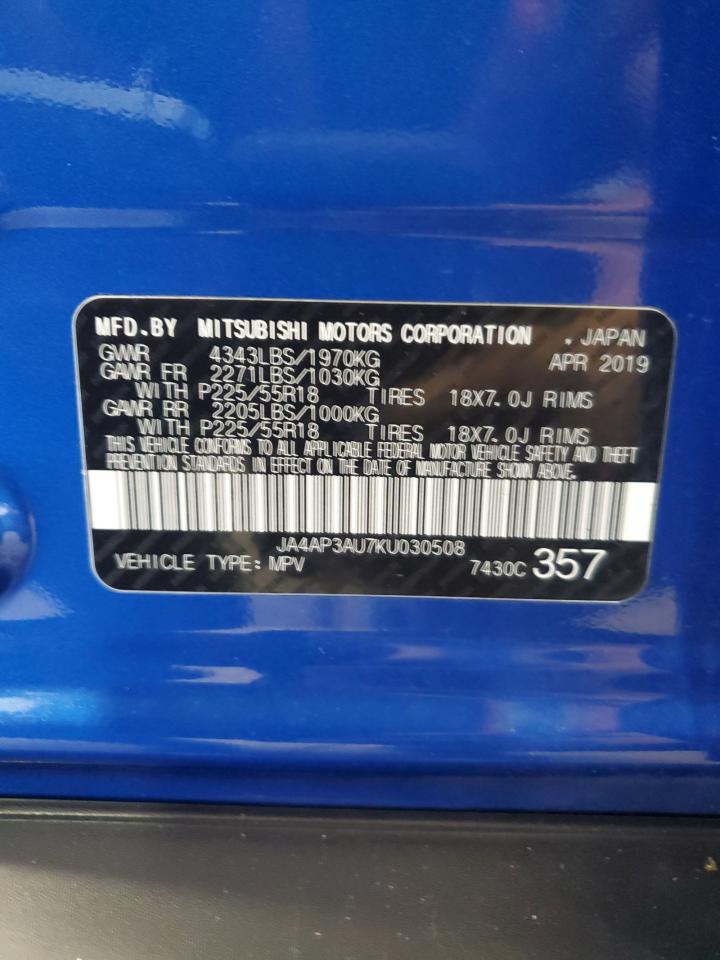 MFD.BY MITSUBISHI MOTORS CORPORATION , JAPAN
GVWR 4343LBS/1970KG APR 2019
GAWR FR 2271LBS/1030KG
WITH P225/55R18 TIRES 18X7.0J RIMS
GAWR RR 2205LBS/1000KG
WITH P225/55R18 TIRES 18X7.0J RIMS
THIS VEHICLE CONFORMS TO ALL APPLICABLE FEDERAL MOTOR VEHICLE SAFETY AND THEFT
PREVENTION STANDARDS IN EFFECT ON THE DATE OF MANUFACTURE SHOWN ABOVE.
JA4AP3AU7KU030508
VEHICLE TYPE: MPV 7430C 357